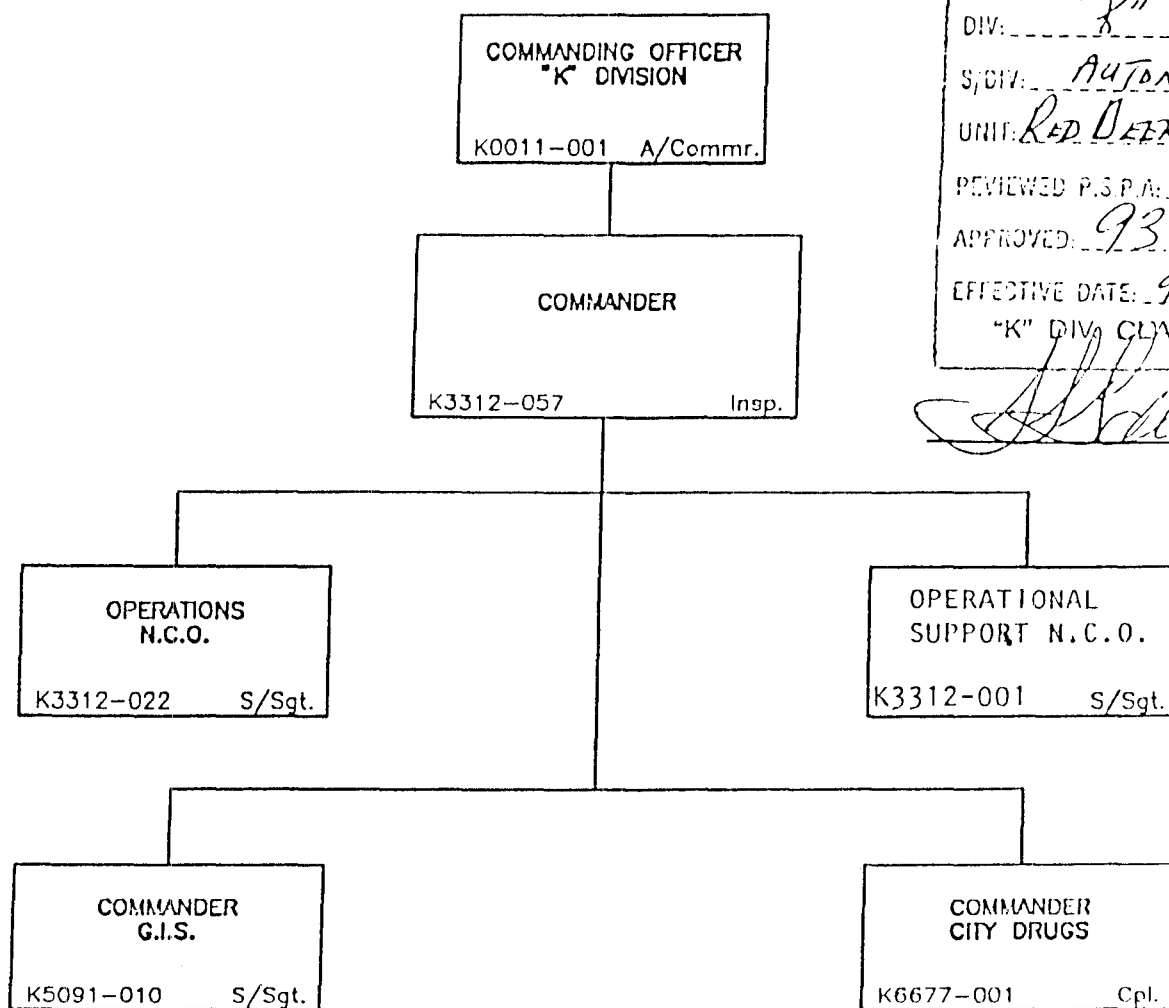 COMMANDING OFFICER
"K" DIVISION
K0011-001 A/Commr.
DIV: "K"
S/DIV:
UNIT: RED DEER
REVIEWED P.S.P.A:
APPROVED: 93
EFFECTIVE DATE:
"K" DIV.
COMMANDER
K3312-057 Insp.
OPERATIONS
N.C.O.
K3312-022 S/Sgt.
OPERATIONAL
SUPPORT N.C.O.
K3312-001 S/Sgt.
COMMANDER
G.I.S.
K5091-010 S/Sgt.
COMMANDER
CITY DRUGS
K6677-001 Cpl.